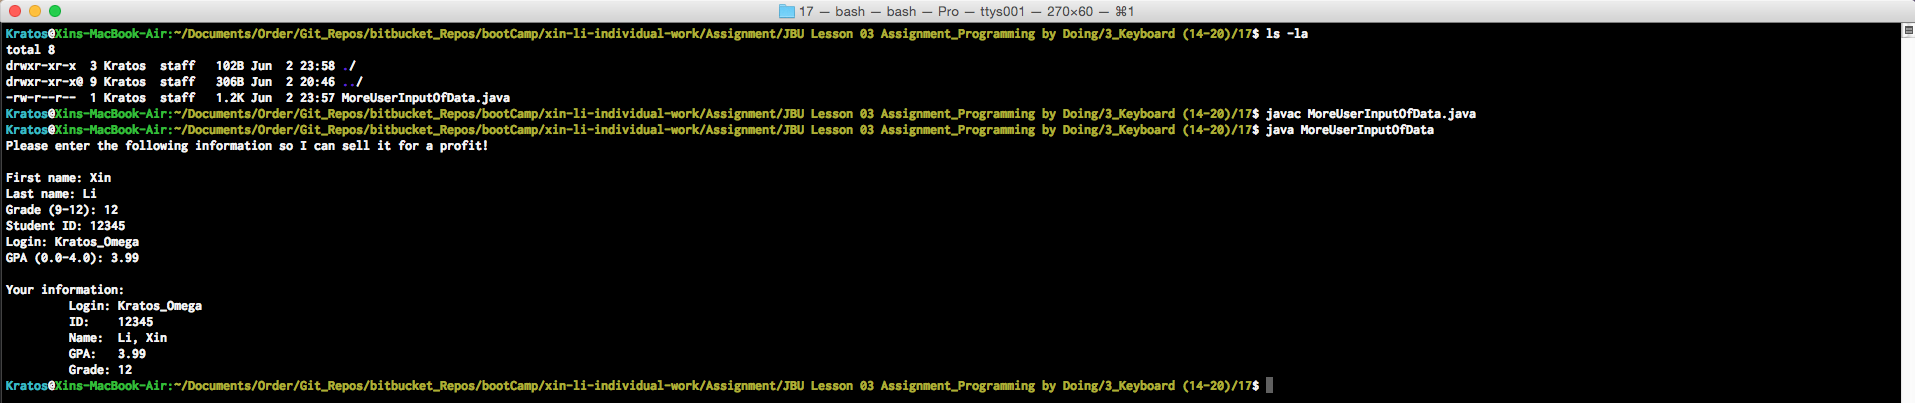 17 — bash — bash — Pro — ttys001 — 270×60 — ⌘1
Kratos@Xins-MacBook-Air:~/Documents/Order/Git_Repos/bitbucket_Repos/bootCamp/xin-li-individual-work/Assignment/JBU Lesson 03 Assignment_Programming by Doing/3_Keyboard (14-20)/17$ ls -la
total 8
drwxr-xr-x  3 Kratos  staff   102B Jun  2 23:58 ./
drwxr-xr-x@ 9 Kratos  staff   306B Jun  2 20:46 ../
-rw-r--r--  1 Kratos  staff   1.2K Jun  2 23:57 MoreUserInputOfData.java
Kratos@Xins-MacBook-Air:~/Documents/Order/Git_Repos/bitbucket_Repos/bootCamp/xin-li-individual-work/Assignment/JBU Lesson 03 Assignment_Programming by Doing/3_Keyboard (14-20)/17$ javac MoreUserInputOfData.java
Kratos@Xins-MacBook-Air:~/Documents/Order/Git_Repos/bitbucket_Repos/bootCamp/xin-li-individual-work/Assignment/JBU Lesson 03 Assignment_Programming by Doing/3_Keyboard (14-20)/17$ java MoreUserInputOfData
Please enter the following information so I can sell it for a profit!
First name: Xin
Last name: Li
Grade (9-12): 12
Student ID: 12345
Login: Kratos_Omega
GPA (0.0-4.0): 3.99
Your information:
Login: Kratos_Omega
ID:    12345
Name:  Li, Xin
GPA:   3.99
Grade: 12
Kratos@Xins-MacBook-Air:~/Documents/Order/Git_Repos/bitbucket_Repos/bootCamp/xin-li-individual-work/Assignment/JBU Lesson 03 Assignment_Programming by Doing/3_Keyboard (14-20)/17$